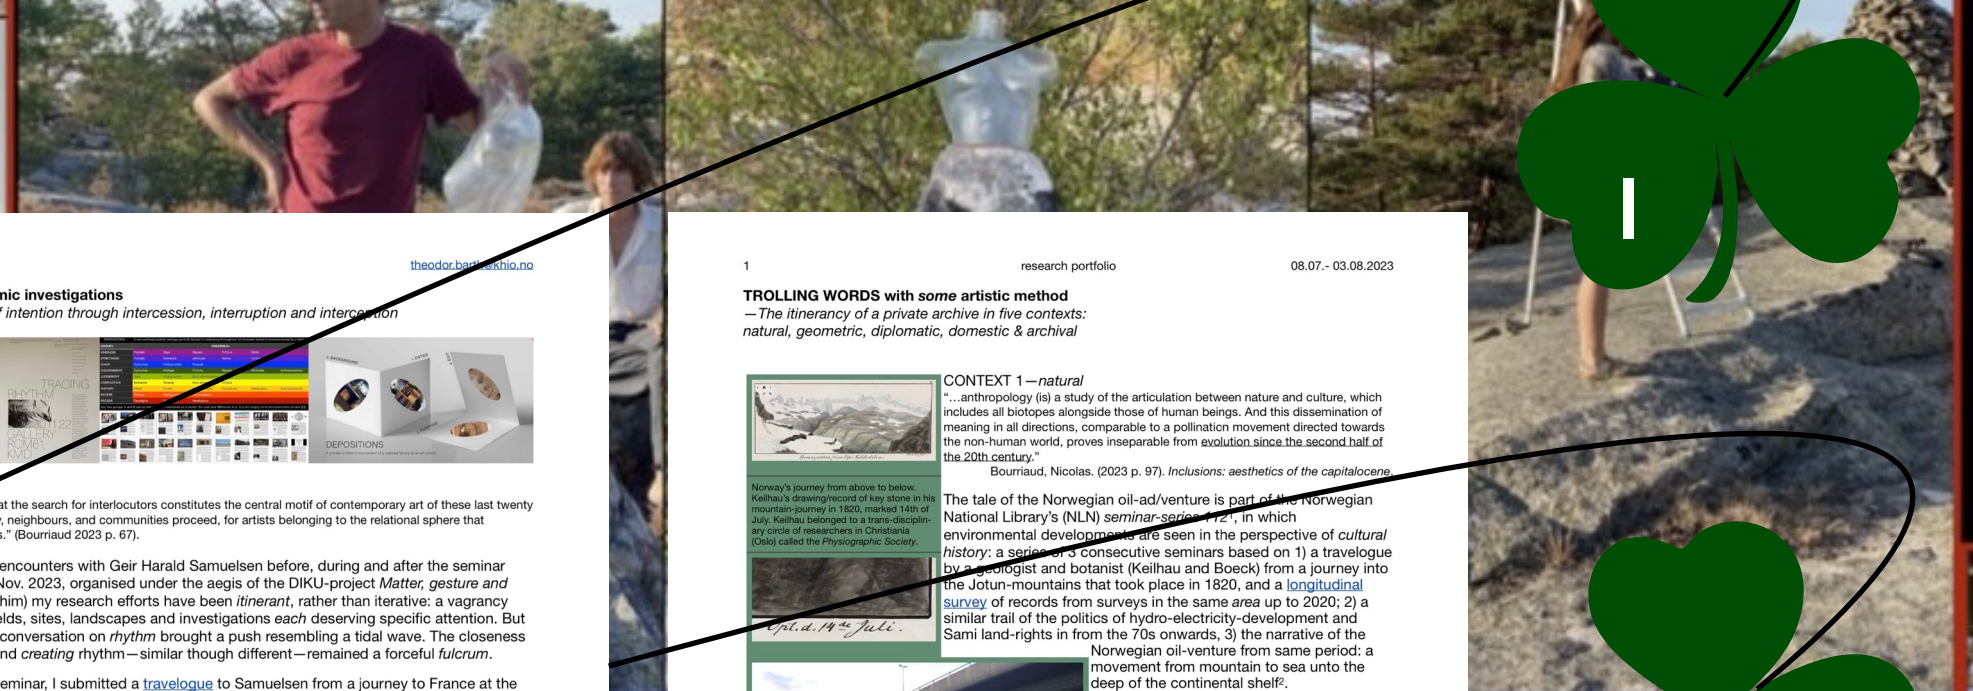 theodor.barth@khio.no
mic investigations
f intention through intercession, interruption and interception
TRACING
RHYTHM
GALLERY
ROM61
KMD
DEPOSITIONS
at the search for interlocutors constitutes the central motif of contemporary art of these last twenty
, neighbours, and communities proceed, for artists belonging to the relational sphere that
s.” (Bourriaud 2023 p. 67).
encounters with Geir Harald Samuelsen before, during and after the seminar
Nov. 2023, organised under the aegis of the DIKU-project Matter, gesture and
him) my research efforts have been itinerant, rather than iterative: a vagrancy
elds, sites, landscapes and investigations each deserving specific attention. But
conversation on rhythm brought a push resembling a tidal wave. The closeness
nd creating rhythm—similar though different—remained a forceful fulcrum.
eminar, I submitted a travelogue to Samuelsen from a journey to France at the
1 research portfolio 08.07.- 03.08.2023
TROLLING WORDS with some artistic method
—The itinerancy of a private archive in five contexts:
natural, geometric, diplomatic, domestic & archival
CONTEXT 1—natural
“…anthropology (is) a study of the articulation between nature and culture, which
includes all biotopes alongside those of human beings. And this dissemination of
meaning in all directions, comparable to a pollination movement directed towards
the non-human world, proves inseparable from evolution since the second half of
the 20th century.”
Bourriaud, Nicolas. (2023 p. 97). Inclusions: aesthetics of the capitalocene.
Norway’s journey from above to below.
Keilhau’s drawing/record of key stone in his
mountain-journey in 1820, marked 14th of
July. Keilhau belonged to a trans-disciplin-
ary circle of researchers in Christiania
(Oslo) called the Physiographic Society.
Opt.d. 14de Juli.
The tale of the Norwegian oil-ad/venture is part of the Norwegian
National Library’s (NLN) seminar-series 112¹, in which
environmental developments are seen in the perspective of cultural
history: a series of 3 consecutive seminars based on 1) a travelogue
by a geologist and botanist (Keilhau and Boeck) from a journey into
the Jotun-mountains that took place in 1820, and a longitudinal
survey of records from surveys in the same area up to 2020; 2) a
similar trail of the politics of hydro-electricity-development and
Sami land-rights in from the 70s onwards, 3) the narrative of the
Norwegian oil-venture from same period: a
movement from mountain to sea unto the
deep of the continental shelf².
I